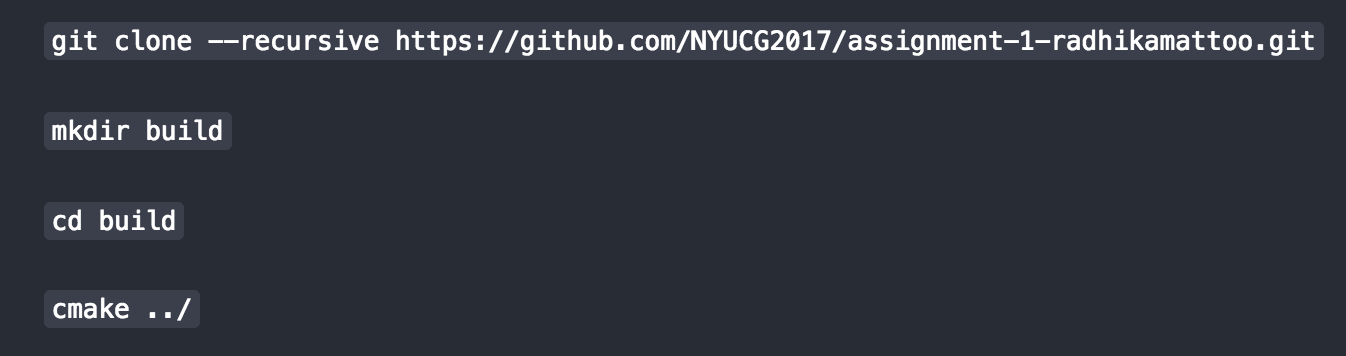 git clone --recursive https://github.com/NYUCG2017/assignment-1-radhikamattoo.git
mkdir build
cd build
cmake ../